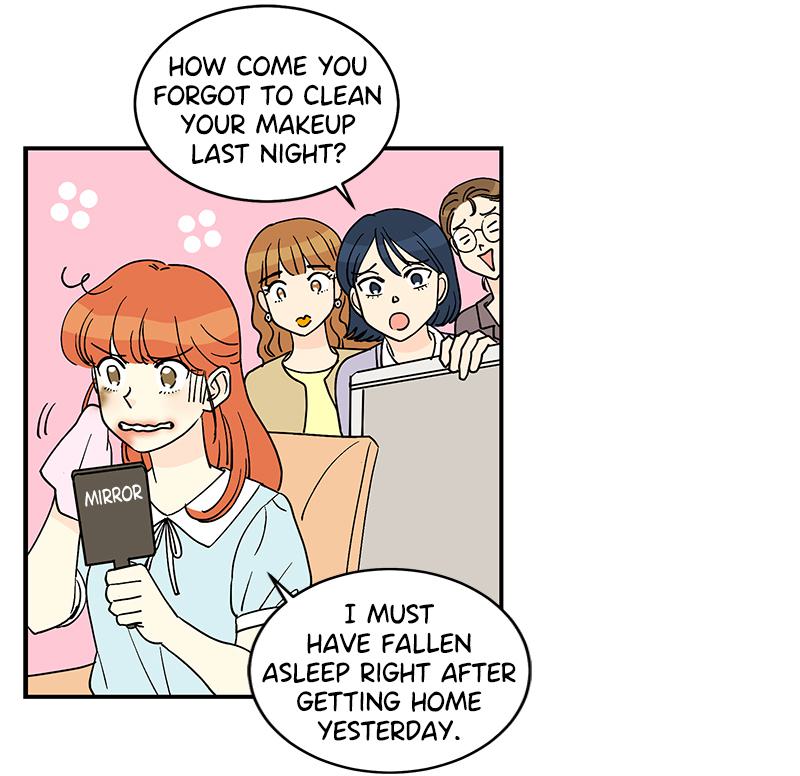 HOW COME YOU
FORGOT TO CLEAN
YOUR MAKEUP
LAST NIGHT?
MIRROR
I MUST
HAVE FALLEN
ASLEEP RIGHT AFTER
GETTING HOME
YESTERDAY.